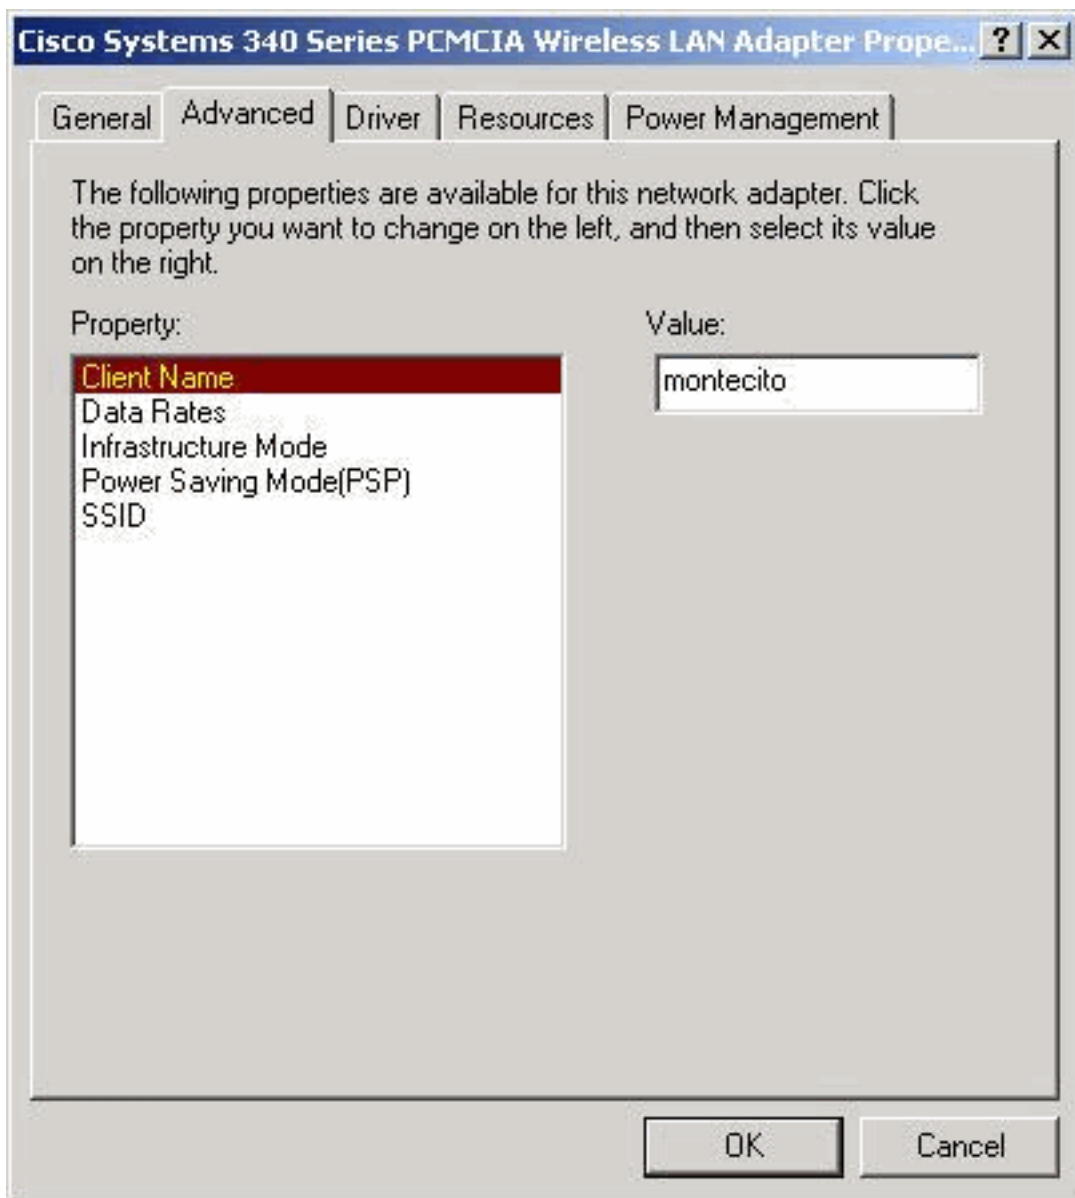 Cisco Systems 340 Series PCMCIA Wireless LAN Adapter Prope...
General Advanced Driver Resources Power Management
The following properties are available for this network adapter. Click
the property you want to change on the left, and then select its value
on the right.
Property:
Value:
Client Name
montecito
Data Rates
Infrastructure Mode
Power Saving Mode(PSP)
SSID
OK Cancel